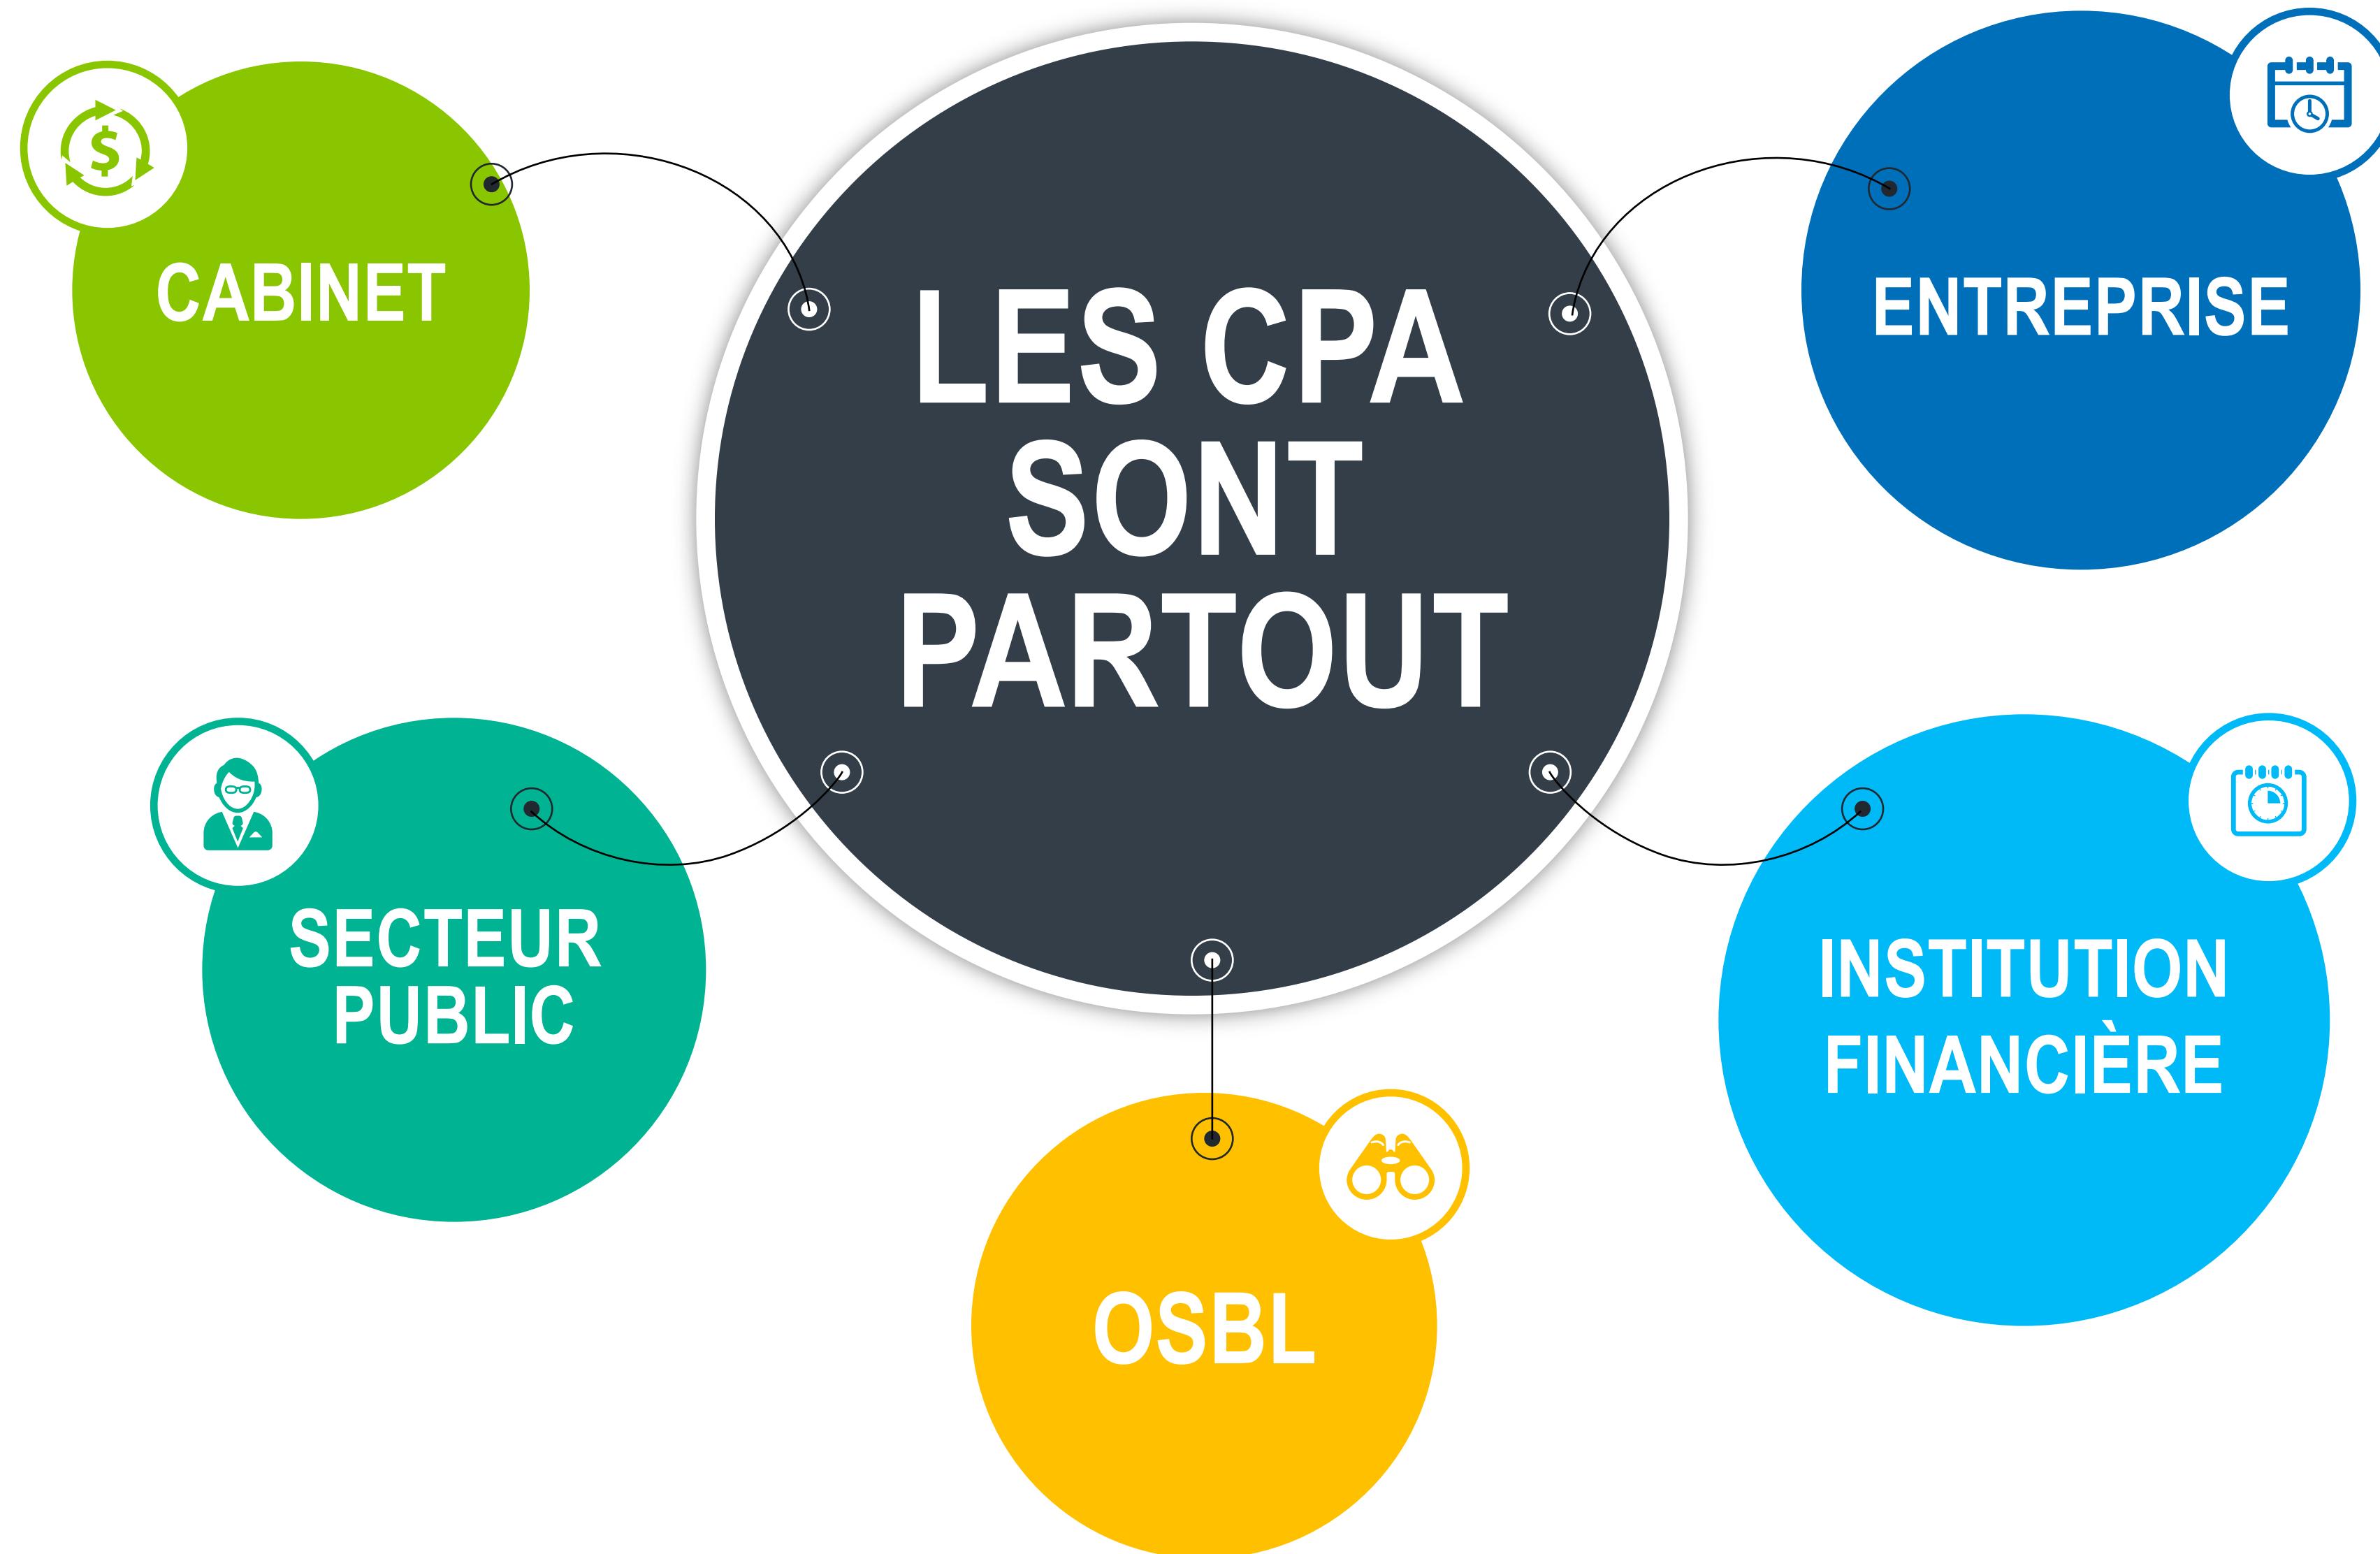 CABINET
LES CPA
SONT
PARTOUT
ENTREPRISE
SECTEUR
PUBLIC
INSTITUTION
FINANCIÈRE
OSBL
$